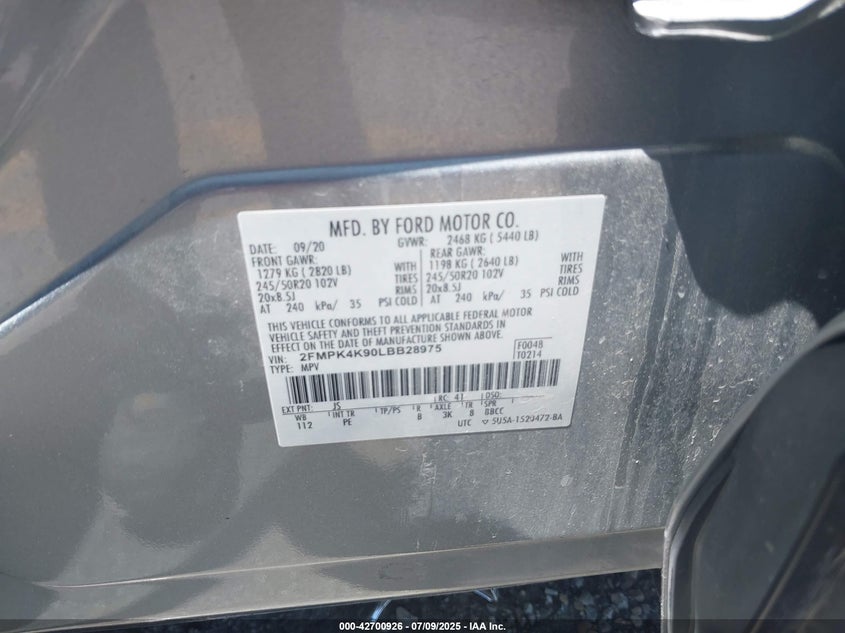 MFD. BY FORD MOTOR CO.
DATE: 09/20 GVWR: 2468 KG ( 5440 LB)
FRONT GAWR: REAR GAWR:
1279 KG ( 2820 LB) WITH 1198 KG ( 2640 LB) WITH
245/50R20 102V TIRES 245/50R20 102V TIRES
20x8.5J RIMS 20x8.5J RIMS
AT 240 kPa/ 35 PSI COLD AT 240 kPa/ 35 PSI COLD
THIS VEHICLE CONFORMS TO ALL APPLICABLE FEDERAL MOTOR
VEHICLE SAFETY AND THEFT PREVENTION STANDARDS IN
EFFECT ON THE DATE OF MANUFACTURE SHOWN ABOVE.
VIN: 2FMPK4K90LBB28975 F0048
TYPE: MPV T0214
EXT PNT: JS RC: 41 DSO:
WB INT TR TP/PS R AXLE TR SPR
112 PE 8 3K 8 BBCC
UTC ▽ 5U5A-1520472-BA
000-42700926 - 07/09/2025 - IAA Inc.